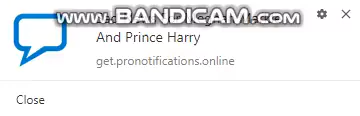 www.BANDICAM.com
And Prince Harry
get.pronotifications.online
Close